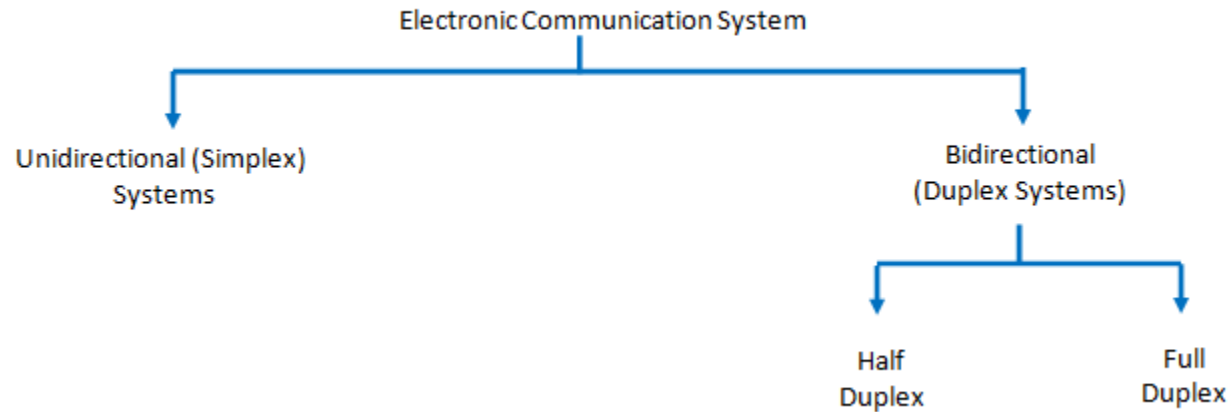 Electronic Communication System
Unidirectional (Simplex)
Systems
Bidirectional
(Duplex Systems)
Half
Duplex
Full
Duplex